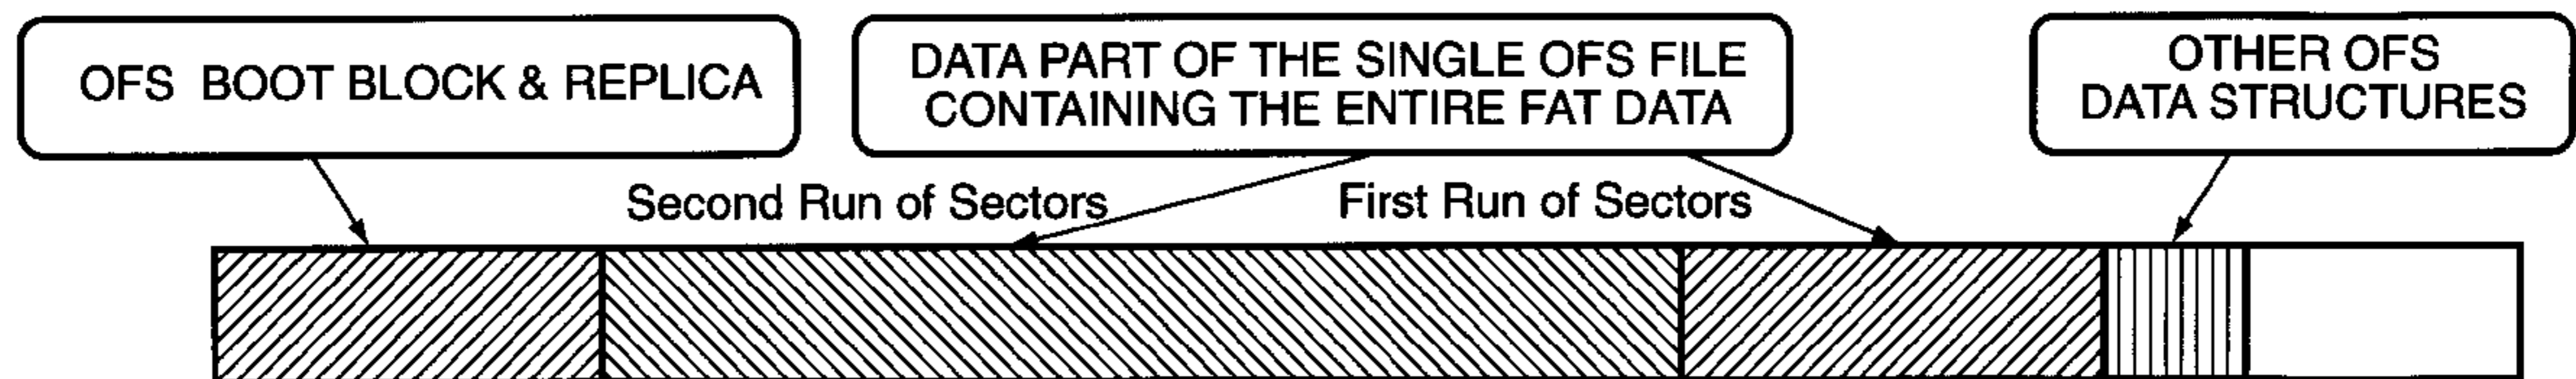 OFS BOOT BLOCK & REPLICA
DATA PART OF THE SINGLE OFS FILE
CONTAINING THE ENTIRE FAT DATA
OTHER OFS
DATA STRUCTURES
Second Run of Sectors
First Run of Sectors